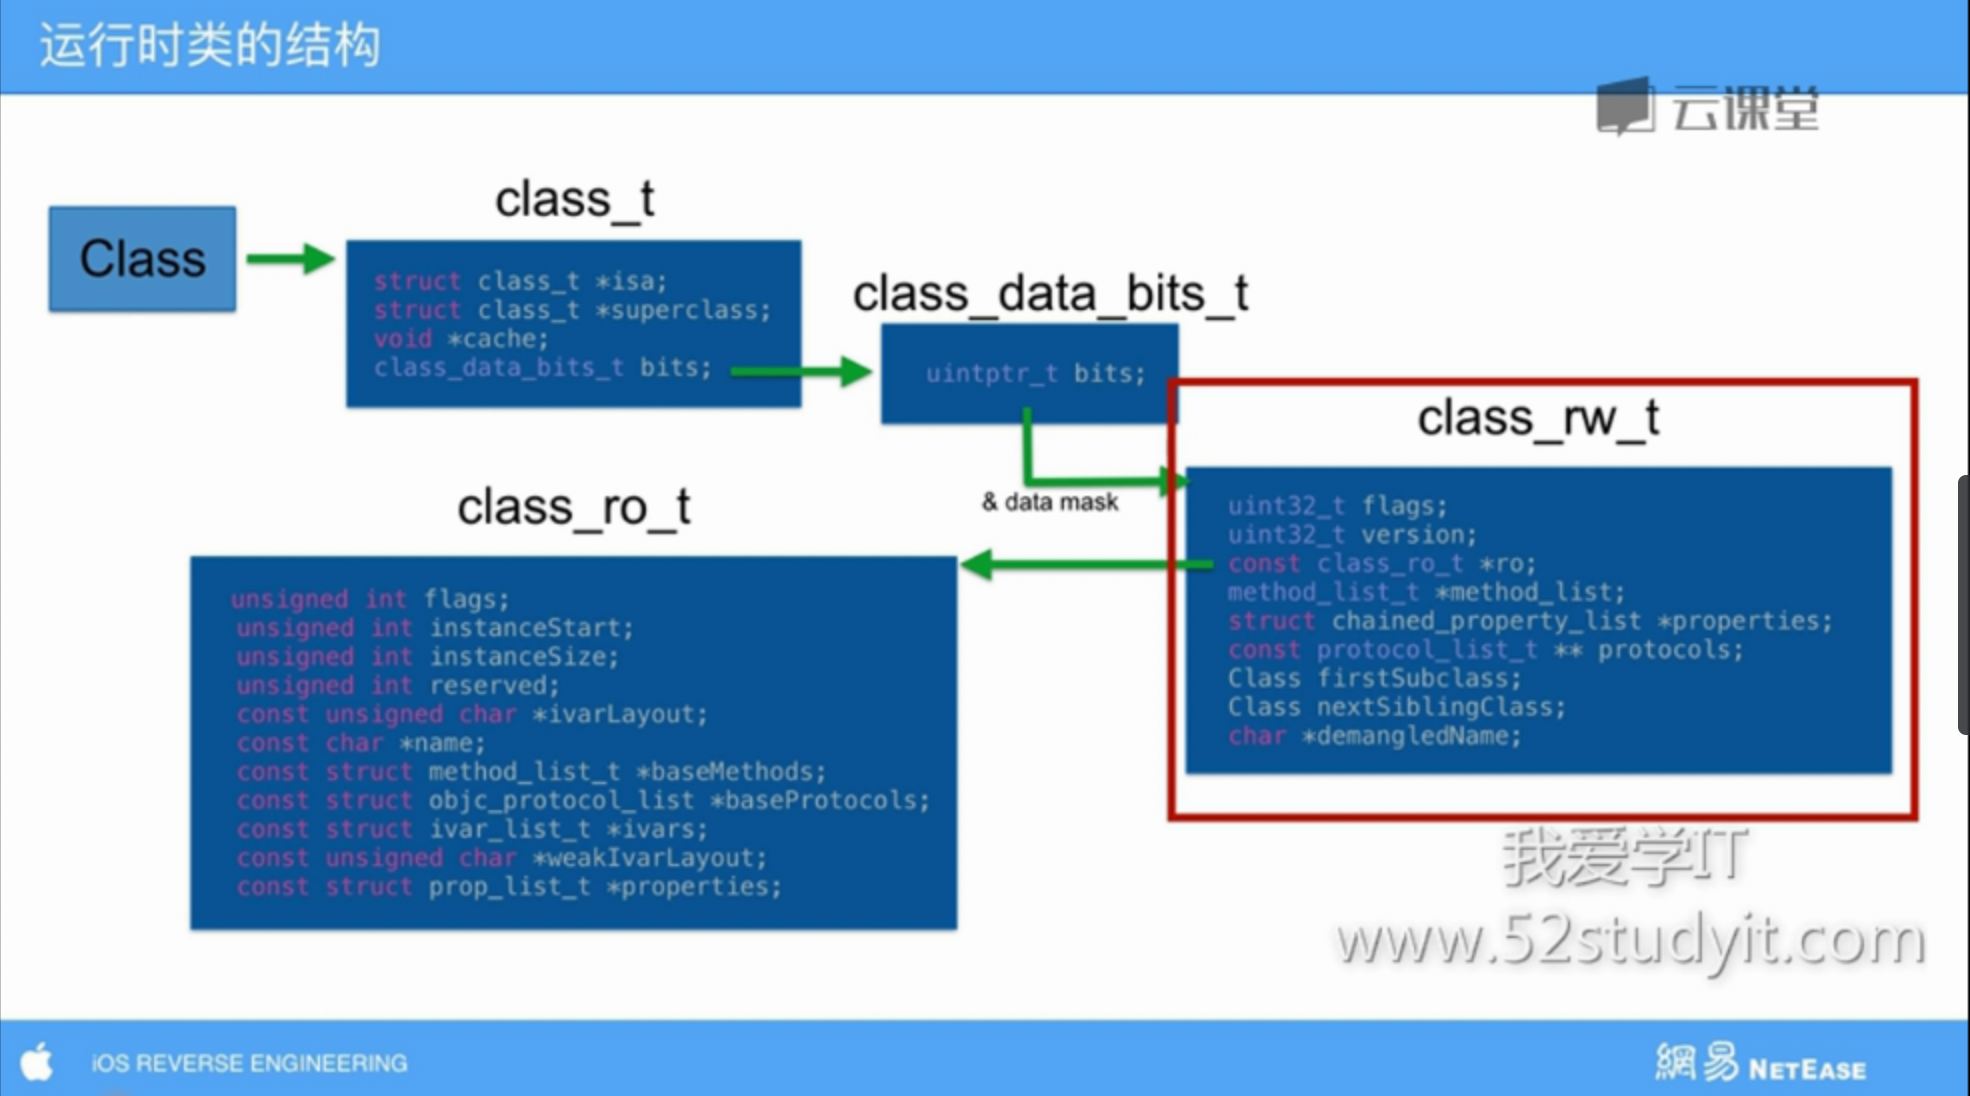 运行时类的结构
云课堂
Class
class_t
struct class_t *isa;
struct class_t *superclass;
void *cache;
class_data_bits_t bits;
class_data_bits_t
uintptr_t bits;
& data mask
class_rw_t
uint32_t flags;
uint32_t version;
const class_ro_t *ro;
method_list_t *method_list;
struct chained_property_list *properties;
const protocol_list_t ** protocols;
Class firstSubclass;
Class nextSiblingClass;
char *demangledName;
class_ro_t
unsigned int flags;
unsigned int instanceStart;
unsigned int instanceSize;
unsigned int reserved;
const unsigned char *ivarLayout;
const char *name;
const struct method_list_t *baseMethods;
const struct objc_protocol_list *baseProtocols;
const struct ivar_list_t *ivars;
const unsigned char *weakIvarLayout;
const struct prop_list_t *properties;
我爱学IT
www.52studyit.com
iOS REVERSE ENGINEERING
網易 NETEASE